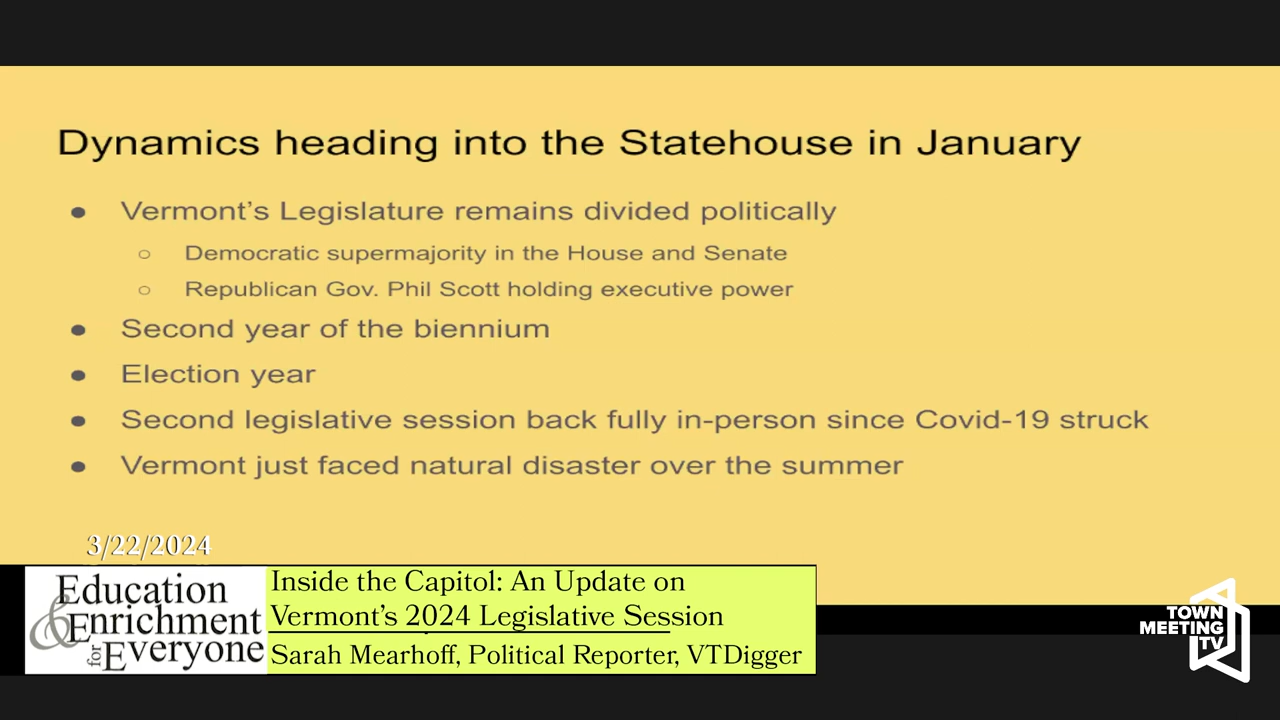 Dynamics heading into the Statehouse in January
● Vermont's Legislature remains divided politically
○ Democratic supermajority in the House and Senate
○ Republican Gov. Phil Scott holding executive power
● Second year of the biennium
● Election year
● Second legislative session back fully in-person since Covid-19 struck
● Vermont just faced natural disaster over the summer
3/22/2024
Education
& Enrichment
for Everyone
Inside the Capitol: An Update on
Vermont's 2024 Legislative Session
Sarah Mearhoff, Political Reporter, VTDigger
TOWN
MEETING
TV